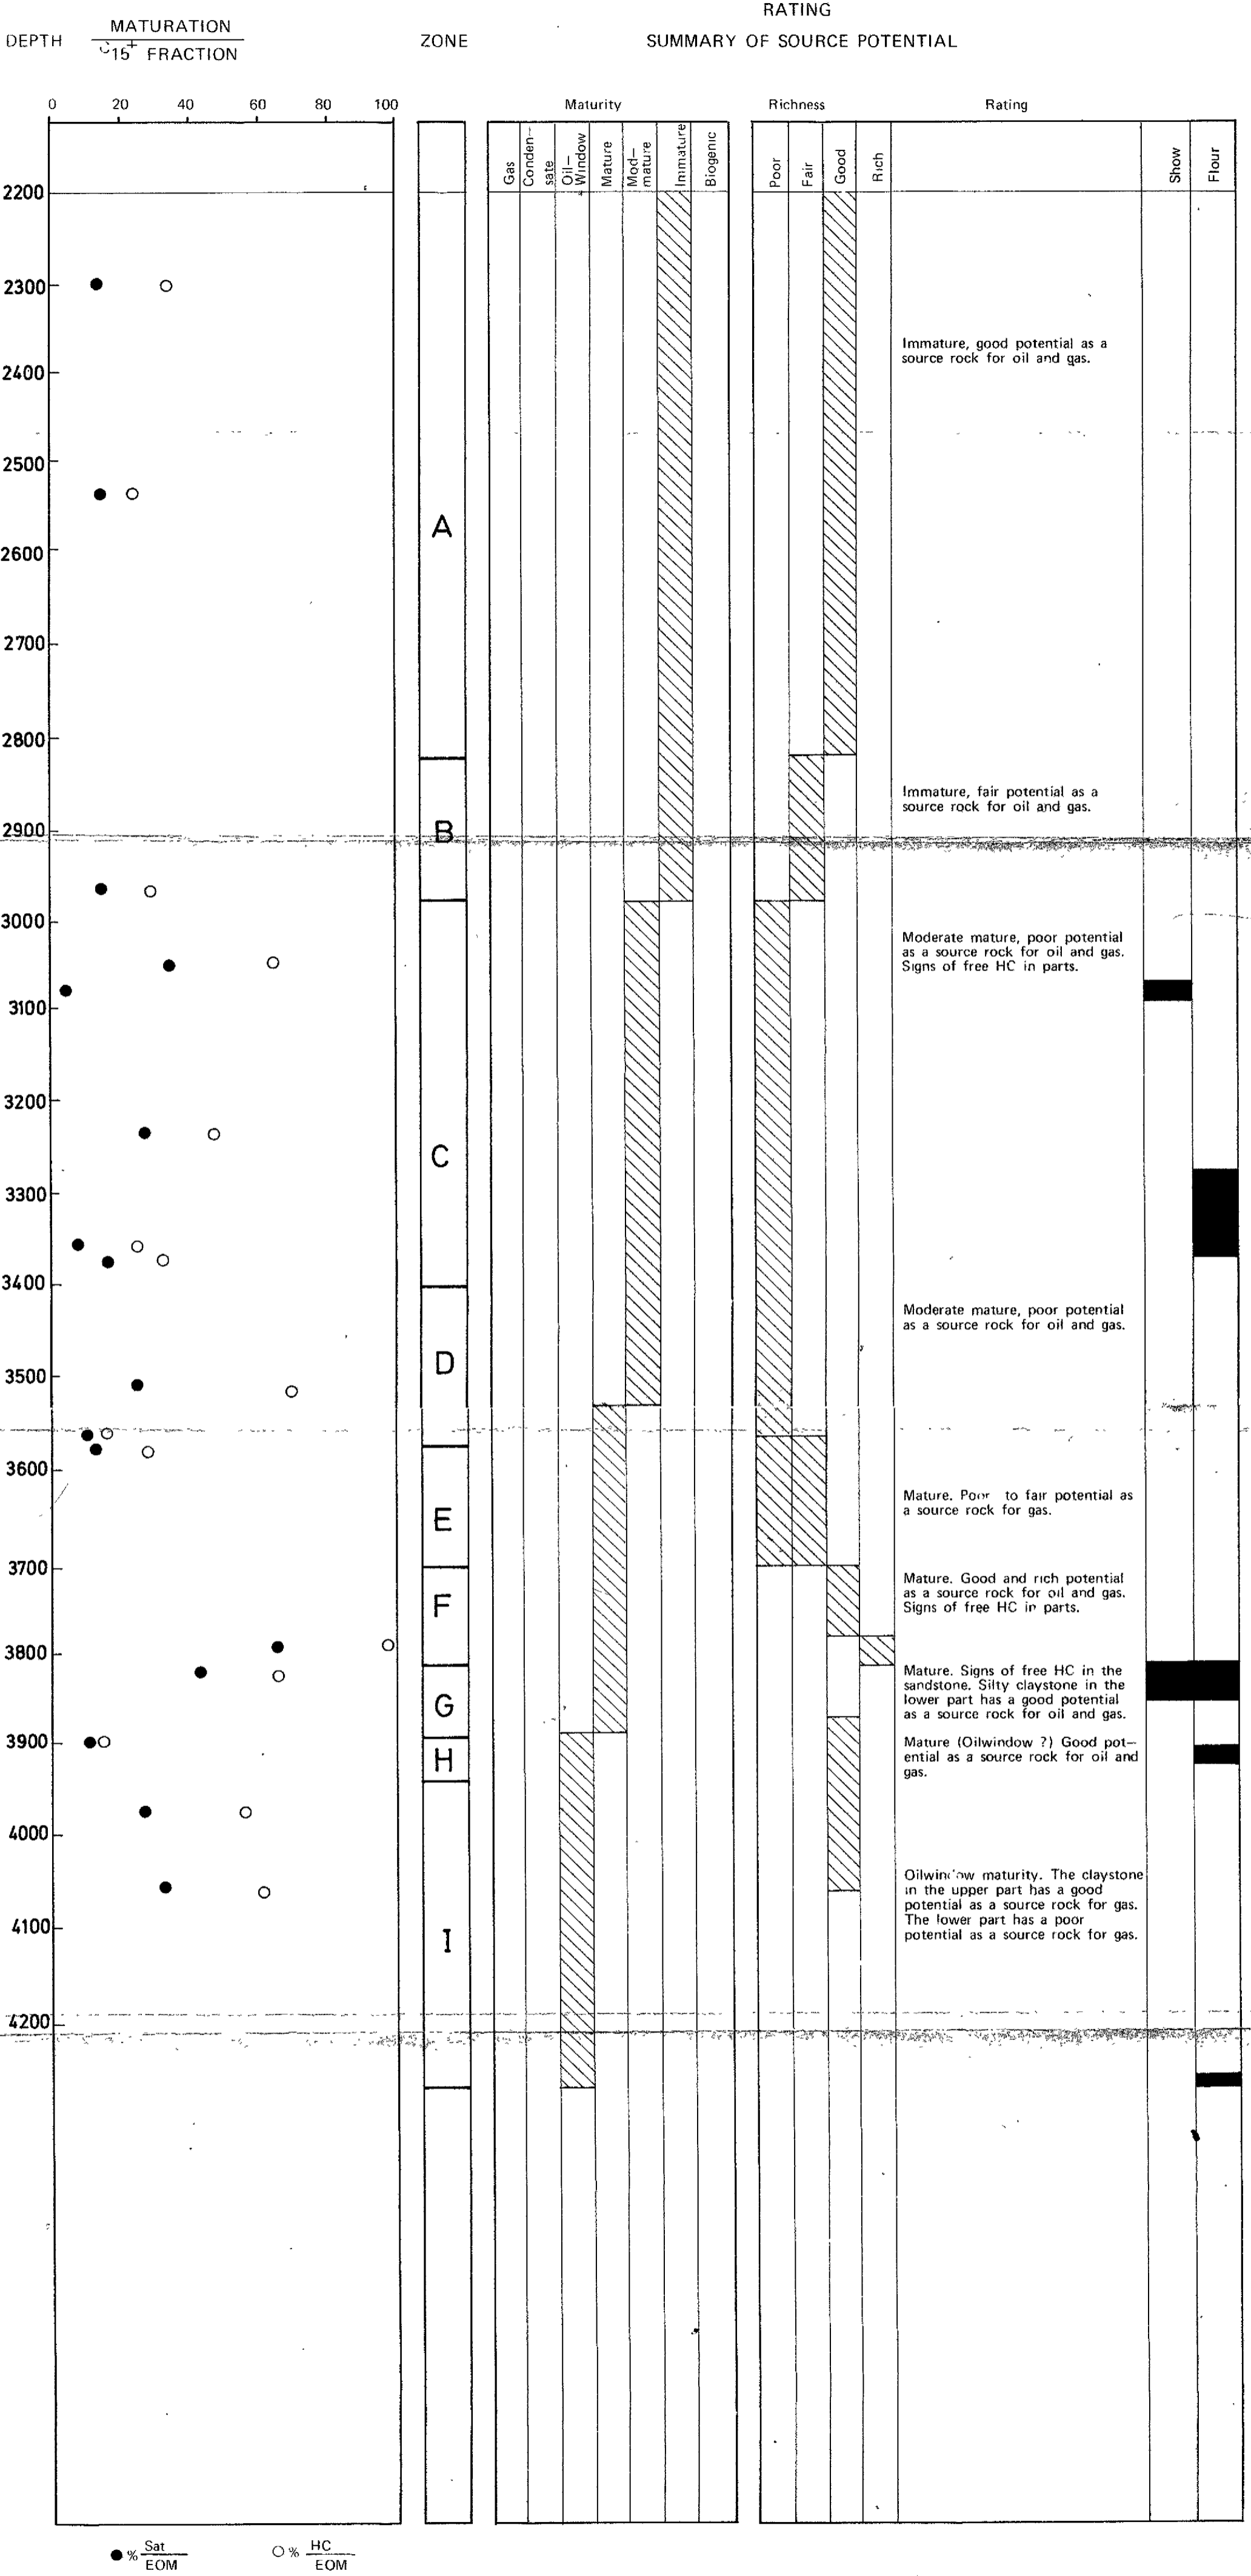 RATING
DEPTH
MATURATION
C15+ FRACTION
ZONE
SUMMARY OF SOURCE POTENTIAL
0 20 40 60 80 100
Maturity
Richness
Rating
Gas
Conden-
sate
Oil-
Window
Mature
Mod-
mature
Immature
Biogenic
Poor
Fair
Good
Rich
Show
Flour
2200
2300
Immature, good potential as a
source rock for oil and gas.
2400
2500
A
2600
2700
2800
Immature, fair potential as a
source rock for oil and gas.
2900
B
3000
Moderate mature, poor potential
as a source rock for oil and gas.
Signs of free HC in parts.
3100
3200
C
3300
3400
Moderate mature, poor potential
as a source rock for oil and gas.
D
3500
3600
Mature. Poor to fair potential as
a source rock for gas.
E
3700
Mature. Good and rich potential
as a source rock for oil and gas.
Signs of free HC in parts.
F
3800
Mature. Signs of free HC in the
sandstone. Silty claystone in the
lower part has a good potential
as a source rock for oil and gas.
G
3900
Mature (Oilwindow ?) Good pot-
ential as a source rock for oil and
gas.
H
4000
Oilwindow maturity. The claystone
in the upper part has a good
potential as a source rock for gas.
The lower part has a poor
potential as a source rock for gas.
4100
I
4200
% Sat
EOM
% HC
EOM